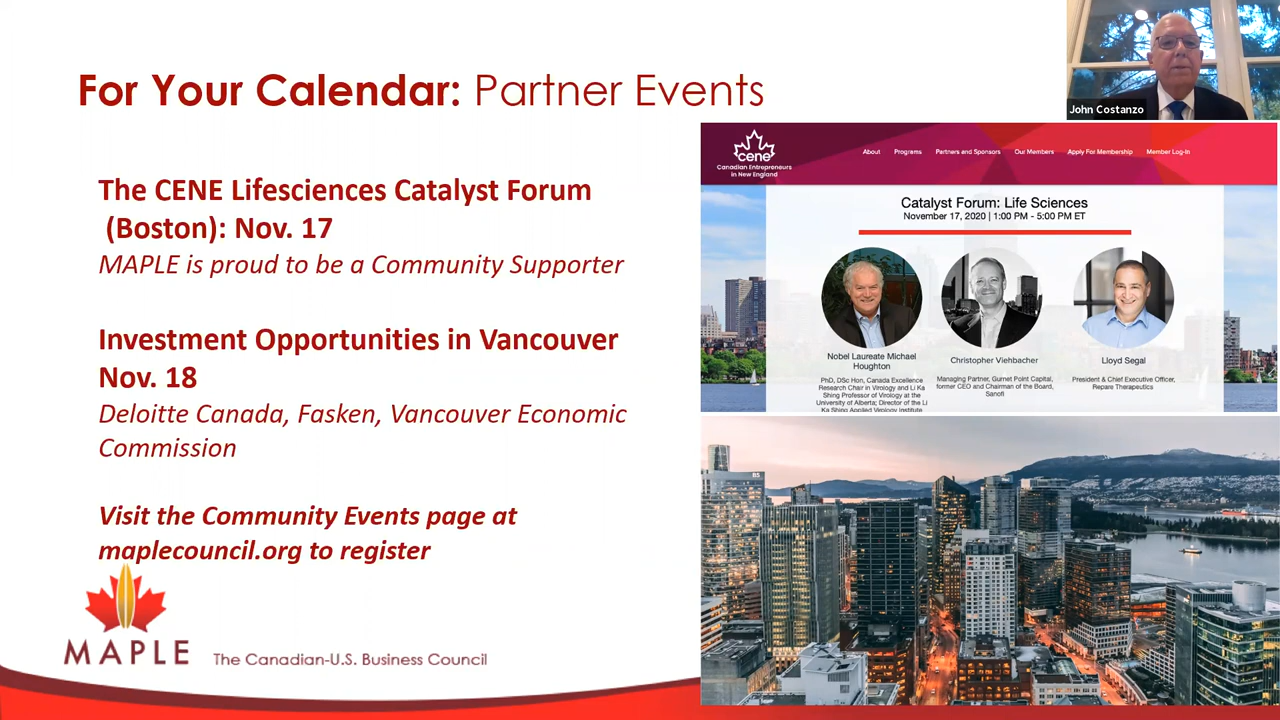 For Your Calendar: Partner Events
John Costanzo
The CENE Lifesciences Catalyst Forum
(Boston): Nov. 17
MAPLE is proud to be a Community Supporter
Investment Opportunities in Vancouver
Nov. 18
Deloitte Canada, Fasken, Vancouver Economic
Commission
Visit the Community Events page at
maplecouncil.org to register
MAPLE
The Canadian-U.S. Business Council
cene
Canadian Entrepreneurs
in New England
About Programs Partners and Sponsors Our Members Apply For Membership Member Log-In
Catalyst Forum: Life Sciences
November 17, 2020 | 1:00 PM - 5:00 PM ET
Nobel Laureate Michael
Houghton
PhD, DSc Hon, Canada Excellence
Research Chair in Virology and Li Ka
Shing Professor of Virology at the
University of Alberta; Director of the Li
Ka Shing Applied Virology Institute
Christopher Viehbacher
Managing Partner, Gurnet Point Capital,
former CEO and Chairman of the Board,
Sanofi
Lloyd Segal
President & Chief Executive Officer,
Repare Therapeutics